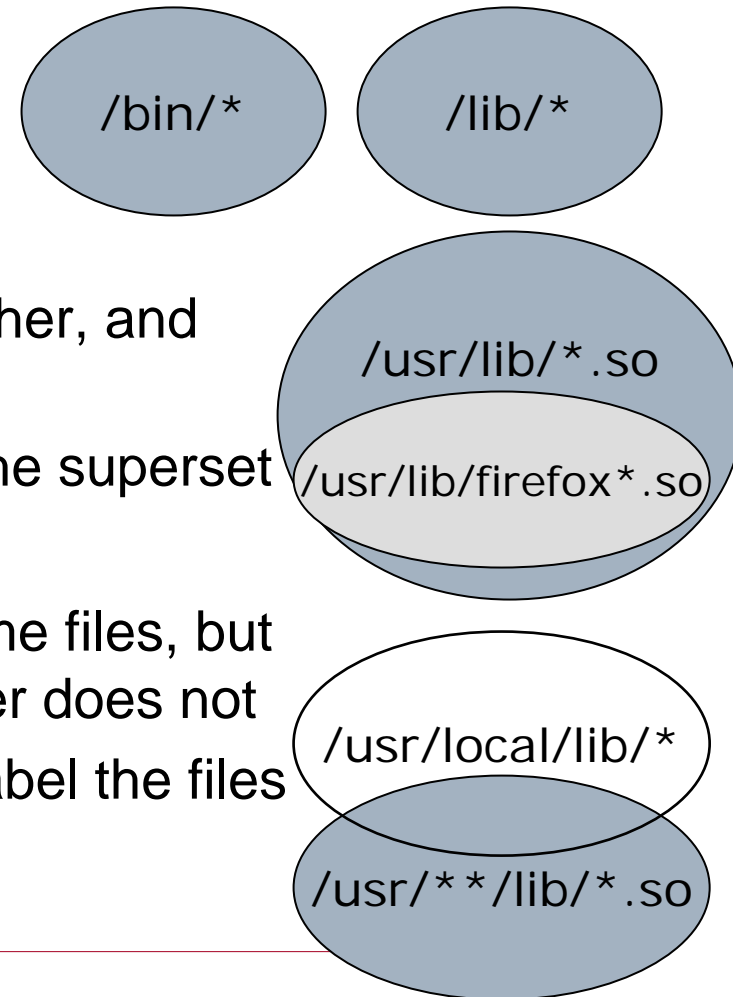 /bin/* /lib/*
her, and
/usr/lib/*.so
he superset
/usr/lib/firefox*.so
he files, but
er does not
/usr/local/lib/*
abel the files
/usr/**/lib/*.so